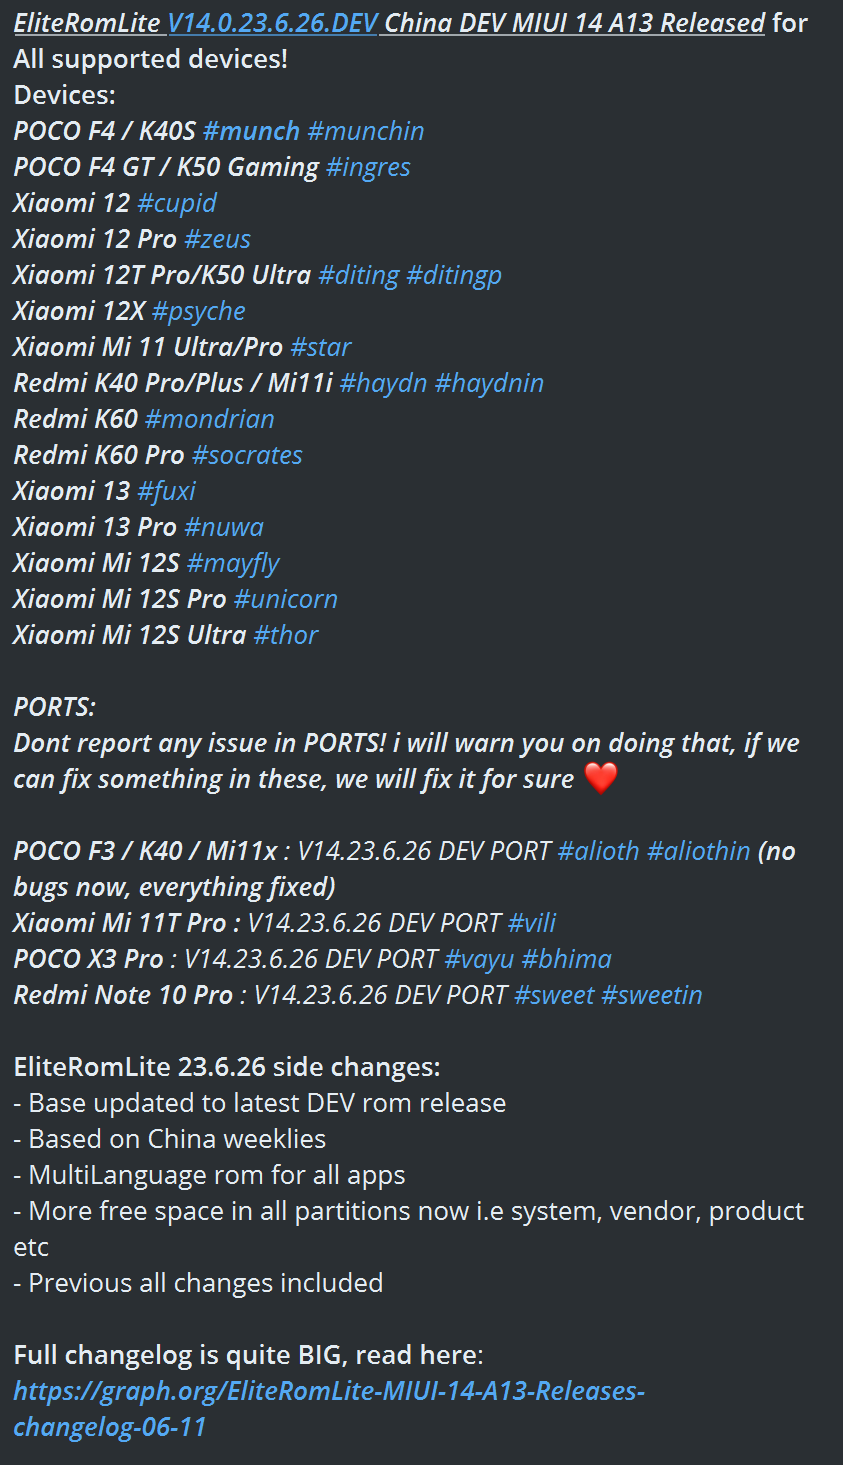 EliteRomLite V14.0.23.6.26.DEV China DEV MIUI 14 A13 Released for
All supported devices!
Devices:
POCO F4 / K40S #munch #munchin
POCO F4 GT / K50 Gaming #ingres
Xiaomi 12 #cupid
Xiaomi 12 Pro #zeus
Xiaomi 12T Pro/K50 Ultra #diting #ditingp
Xiaomi 12X #psyche
Xiaomi Mi 11 Ultra/Pro #star
Redmi K40 Pro/Plus / Mi11i #haydn #haydnin
Redmi K60 #mondrian
Redmi K60 Pro #socrates
Xiaomi 13 #fuxi
Xiaomi 13 Pro #nuwa
Xiaomi Mi 12S #mayfly
Xiaomi Mi 12S Pro #unicorn
Xiaomi Mi 12S Ultra #thor
PORTS:
Dont report any issue in PORTS! i will warn you on doing that, if we
can fix something in these, we will fix it for sure ❤️
POCO F3 / K40 / Mi11x : V14.23.6.26 DEV PORT #alioth #aliothin (no
bugs now, everything fixed)
Xiaomi Mi 11T Pro : V14.23.6.26 DEV PORT #vili
POCO X3 Pro : V14.23.6.26 DEV PORT #vayu #bhima
Redmi Note 10 Pro : V14.23.6.26 DEV PORT #sweet #sweetin
EliteRomLite 23.6.26 side changes:
- Base updated to latest DEV rom release
- Based on China weeklies
- MultiLanguage rom for all apps
- More free space in all partitions now i.e system, vendor, product
etc
- Previous all changes included
Full changelog is quite BIG, read here:
https://graph.org/EliteRomLite-MIUI-14-A13-Releases-
changelog-06-11